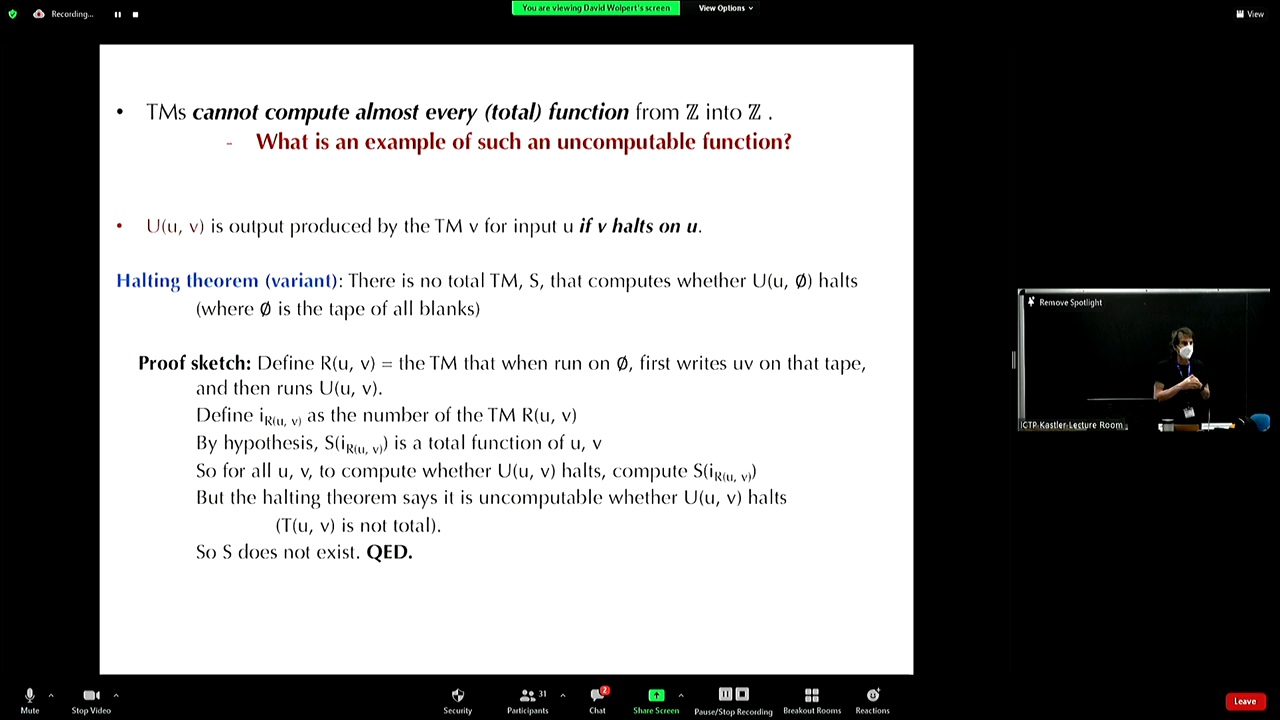 Recording...
You are viewing David Wolpert's screen
View Options
View
• TMs cannot compute almost every (total) function from ℤ into ℤ .
- What is an example of such an uncomputable function?
• U(u, v) is output produced by the TM v for input u if v halts on u.
Halting theorem (variant): There is no total TM, S, that computes whether U(u, Ø) halts
(where Ø is the tape of all blanks)
Proof sketch: Define R(u, v) = the TM that when run on Ø, first writes uv on that tape,
and then runs U(u, v).
Define i_R(u, v) as the number of the TM R(u, v)
By hypothesis, S(i_R(u, v)) is a total function of u, v
So for all u, v, to compute whether U(u, v) halts, compute S(i_R(u, v))
But the halting theorem says it is uncomputable whether U(u, v) halts
(T(u, v) is not total).
So S does not exist. QED.
Remove Spotlight
ICTP Kastler Lecture Room
Mute
Stop Video
Security
31
Participants
2
Chat
Share Screen
Pause/Stop Recording
Breakout Rooms
Reactions
Leave